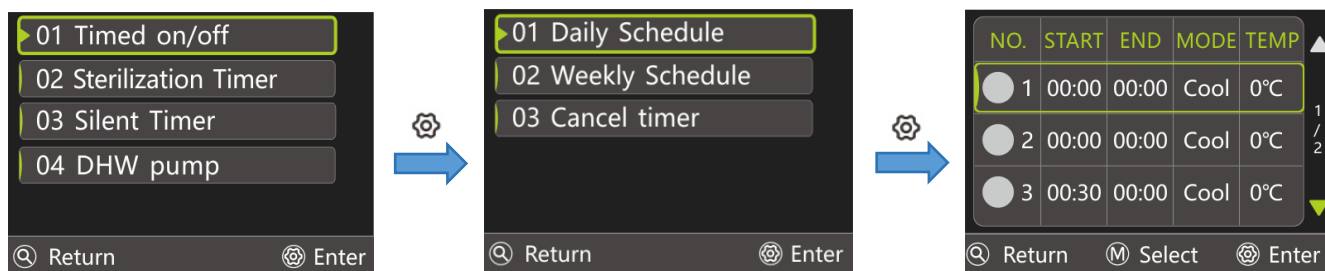 01 Timed on/off
02 Sterilization Timer
03 Silent Timer
04 DHW pump
Return Enter
01 Daily Schedule
02 Weekly Schedule
03 Cancel timer
Return Enter
NO. START END MODE TEMP
1 00:00 00:00 Cool 0℃
2 00:00 00:00 Cool 0℃
3 00:30 00:00 Cool 0℃
1/2
Return M Select Enter